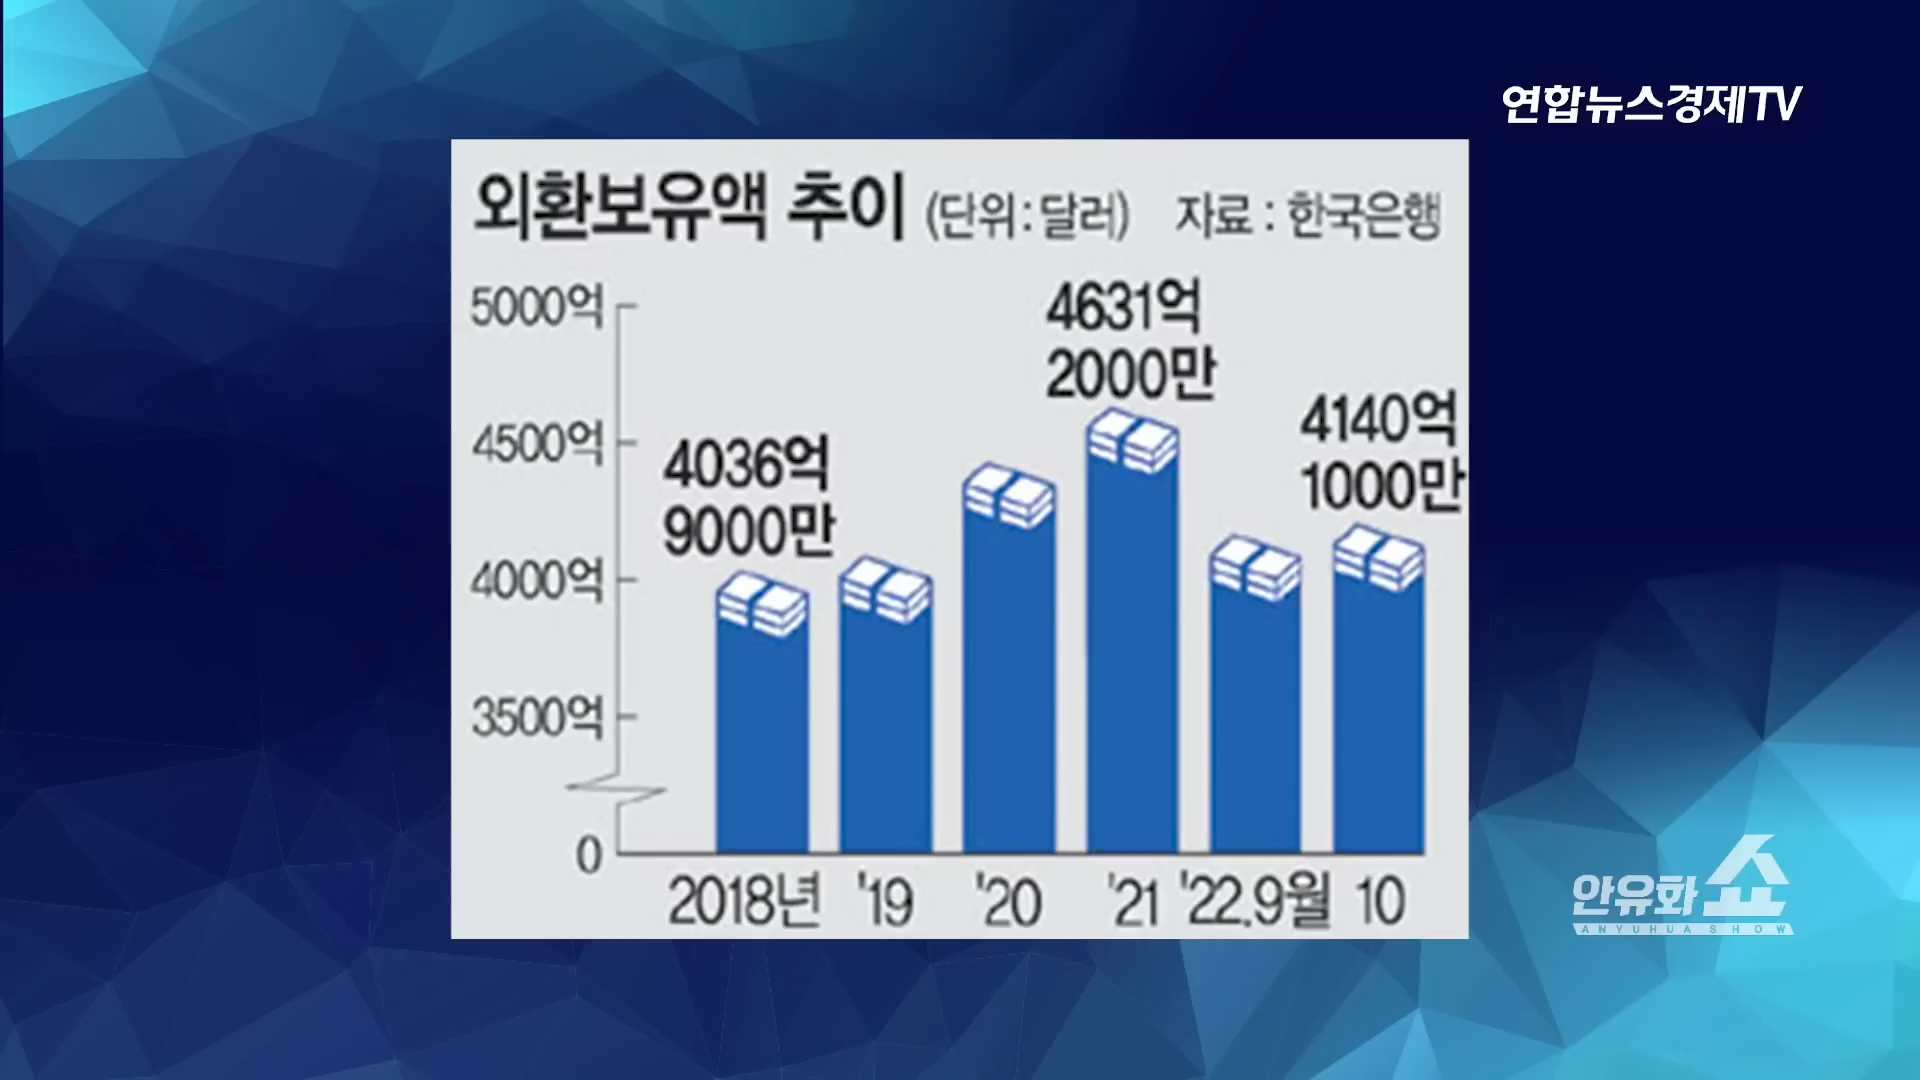 연합뉴스경제TV
외환보유액 추이 (단위:달러) 자료 : 한국은행
5000억
4500억
4000억
3500억
0
4036억
9000만
4631억
2000만
4140억
1000만
2018년 '19 '20 '21 '22.9월 10
안유화쇼
ANYUHUA SHOW